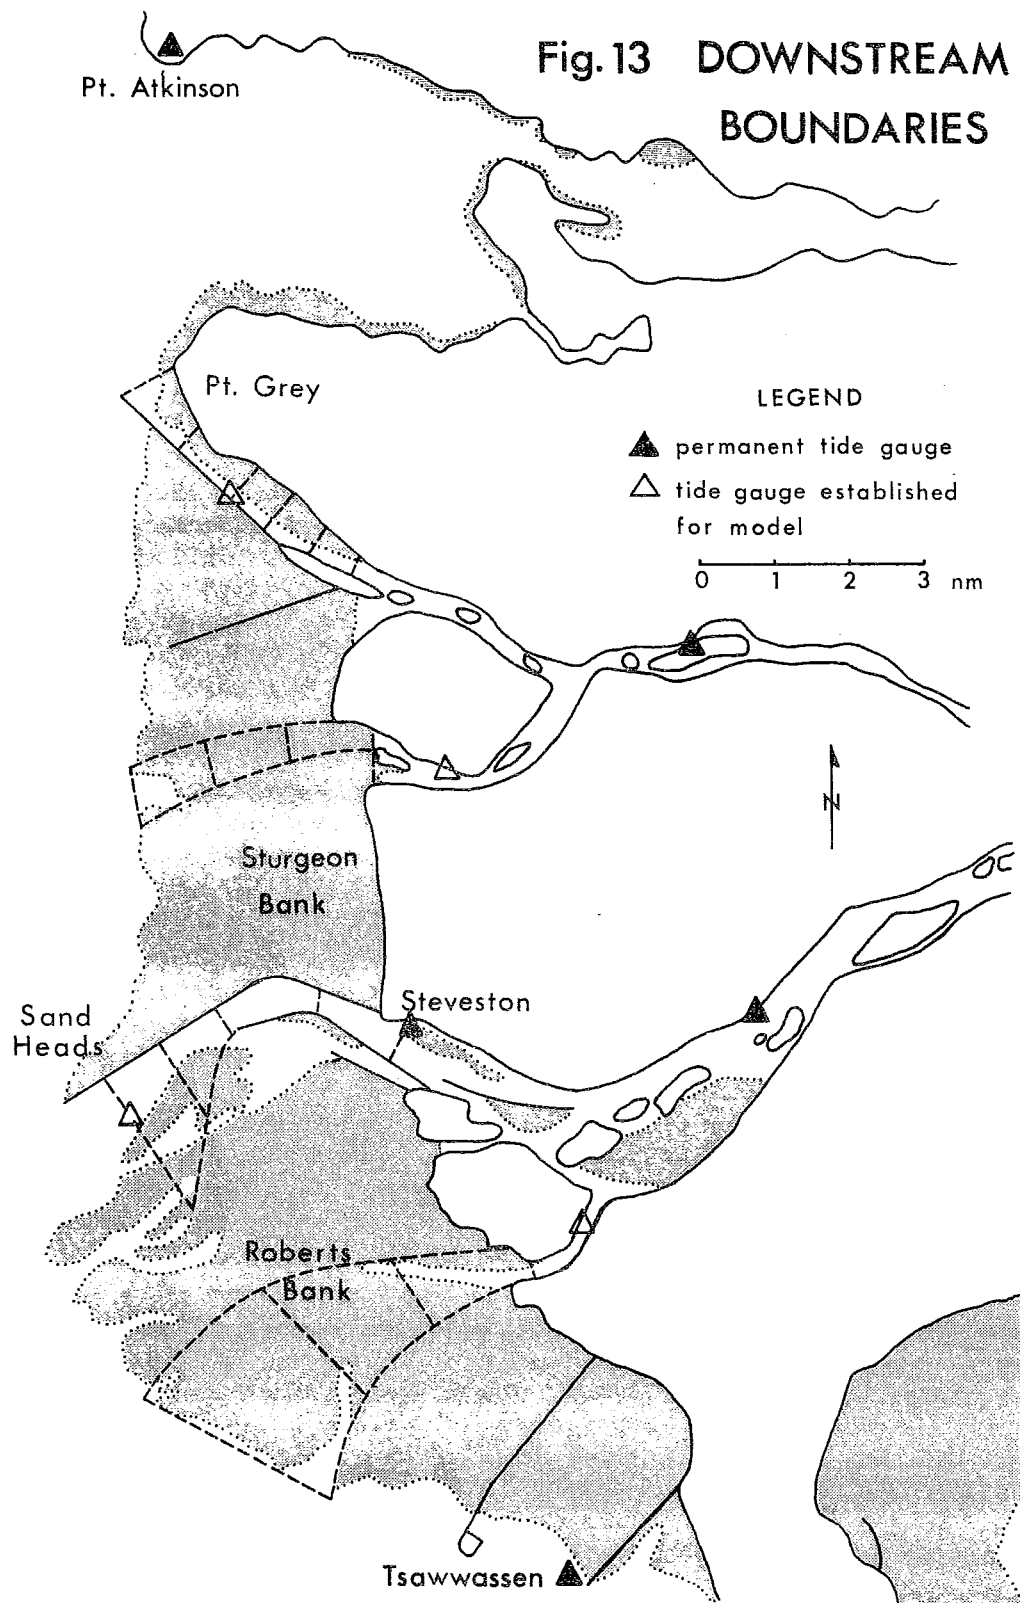 Fig. 13 DOWNSTREAM
BOUNDARIES
Pt. Atkinson
Pt. Grey
LEGEND
permanent tide gauge
tide gauge established
for model
0 1 2 3 nm
N
Sturgeon
Bank
Sand
Heads
Steveston
Roberts
Bank
Tsawwassen